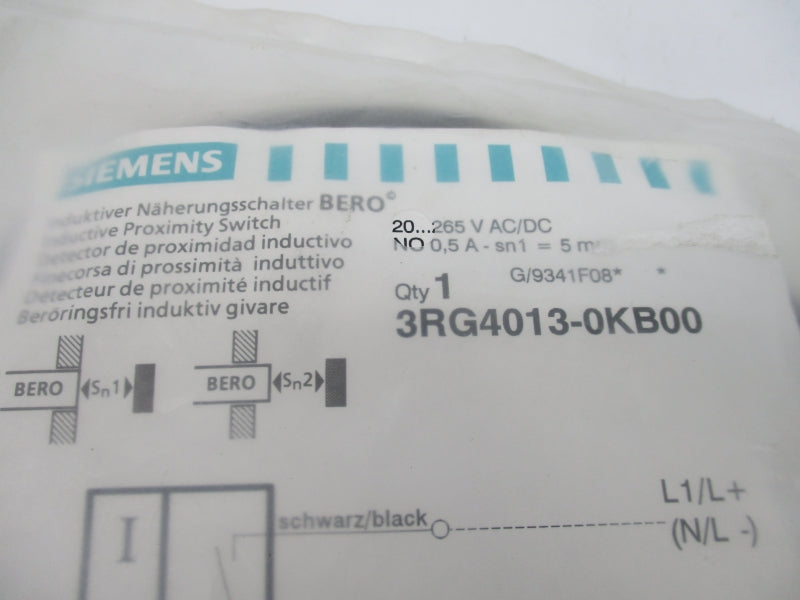 SIEMENS
Induktiver Näherungsschalter BERO©
Inductive Proximity Switch
Detector de proximidad inductivo
Finecorsa di prossimità induttivo
Détecteur de proximité inductif
Beröringsfri induktiv givare
20...265 V AC/DC
NO 0,5 A - sn1 = 5 m
G/9341F08* *
Qty 1
3RG4013-0KB00
BERO Sn1
BERO Sn2
I
schwarz/black
L1/L+
(N/L -)